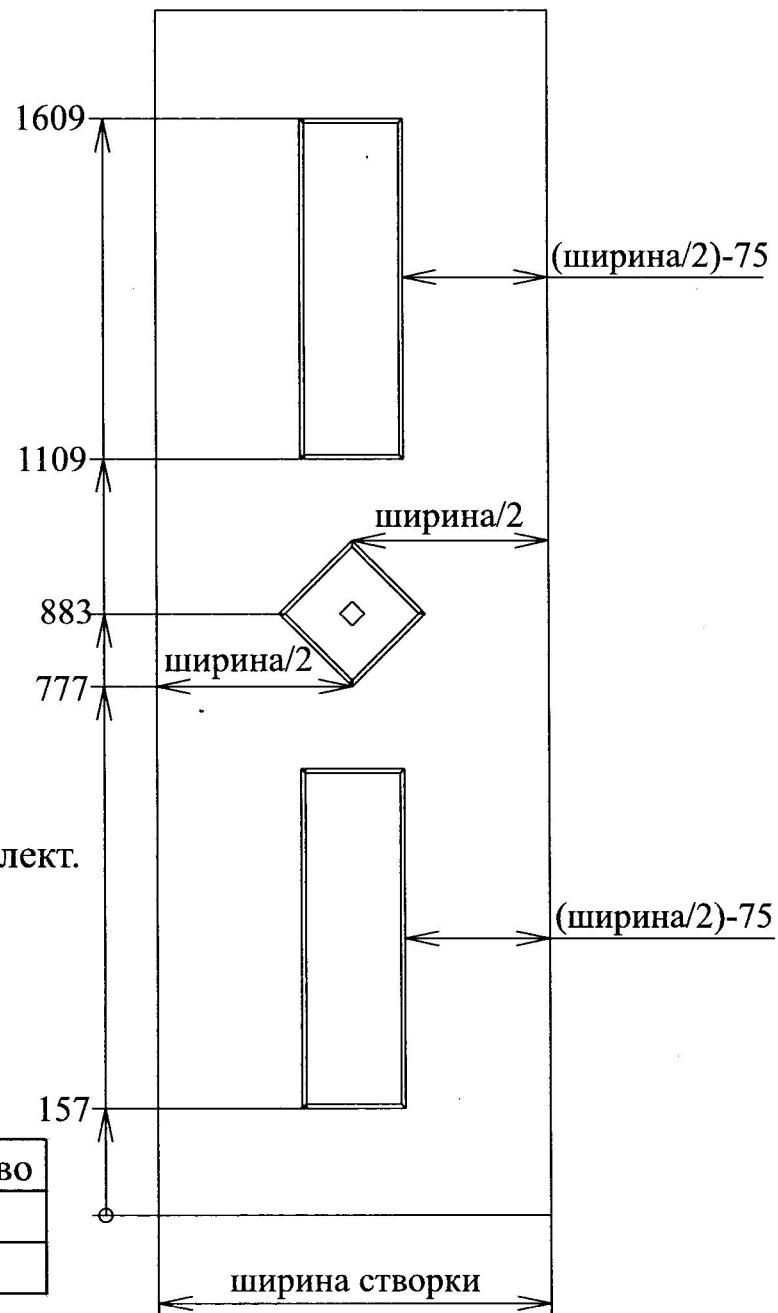 1609
(ширина/2)-75
1109
ширина/2
883
ширина/2
777
лект.
(ширина/2)-75
157
во
ширина створки